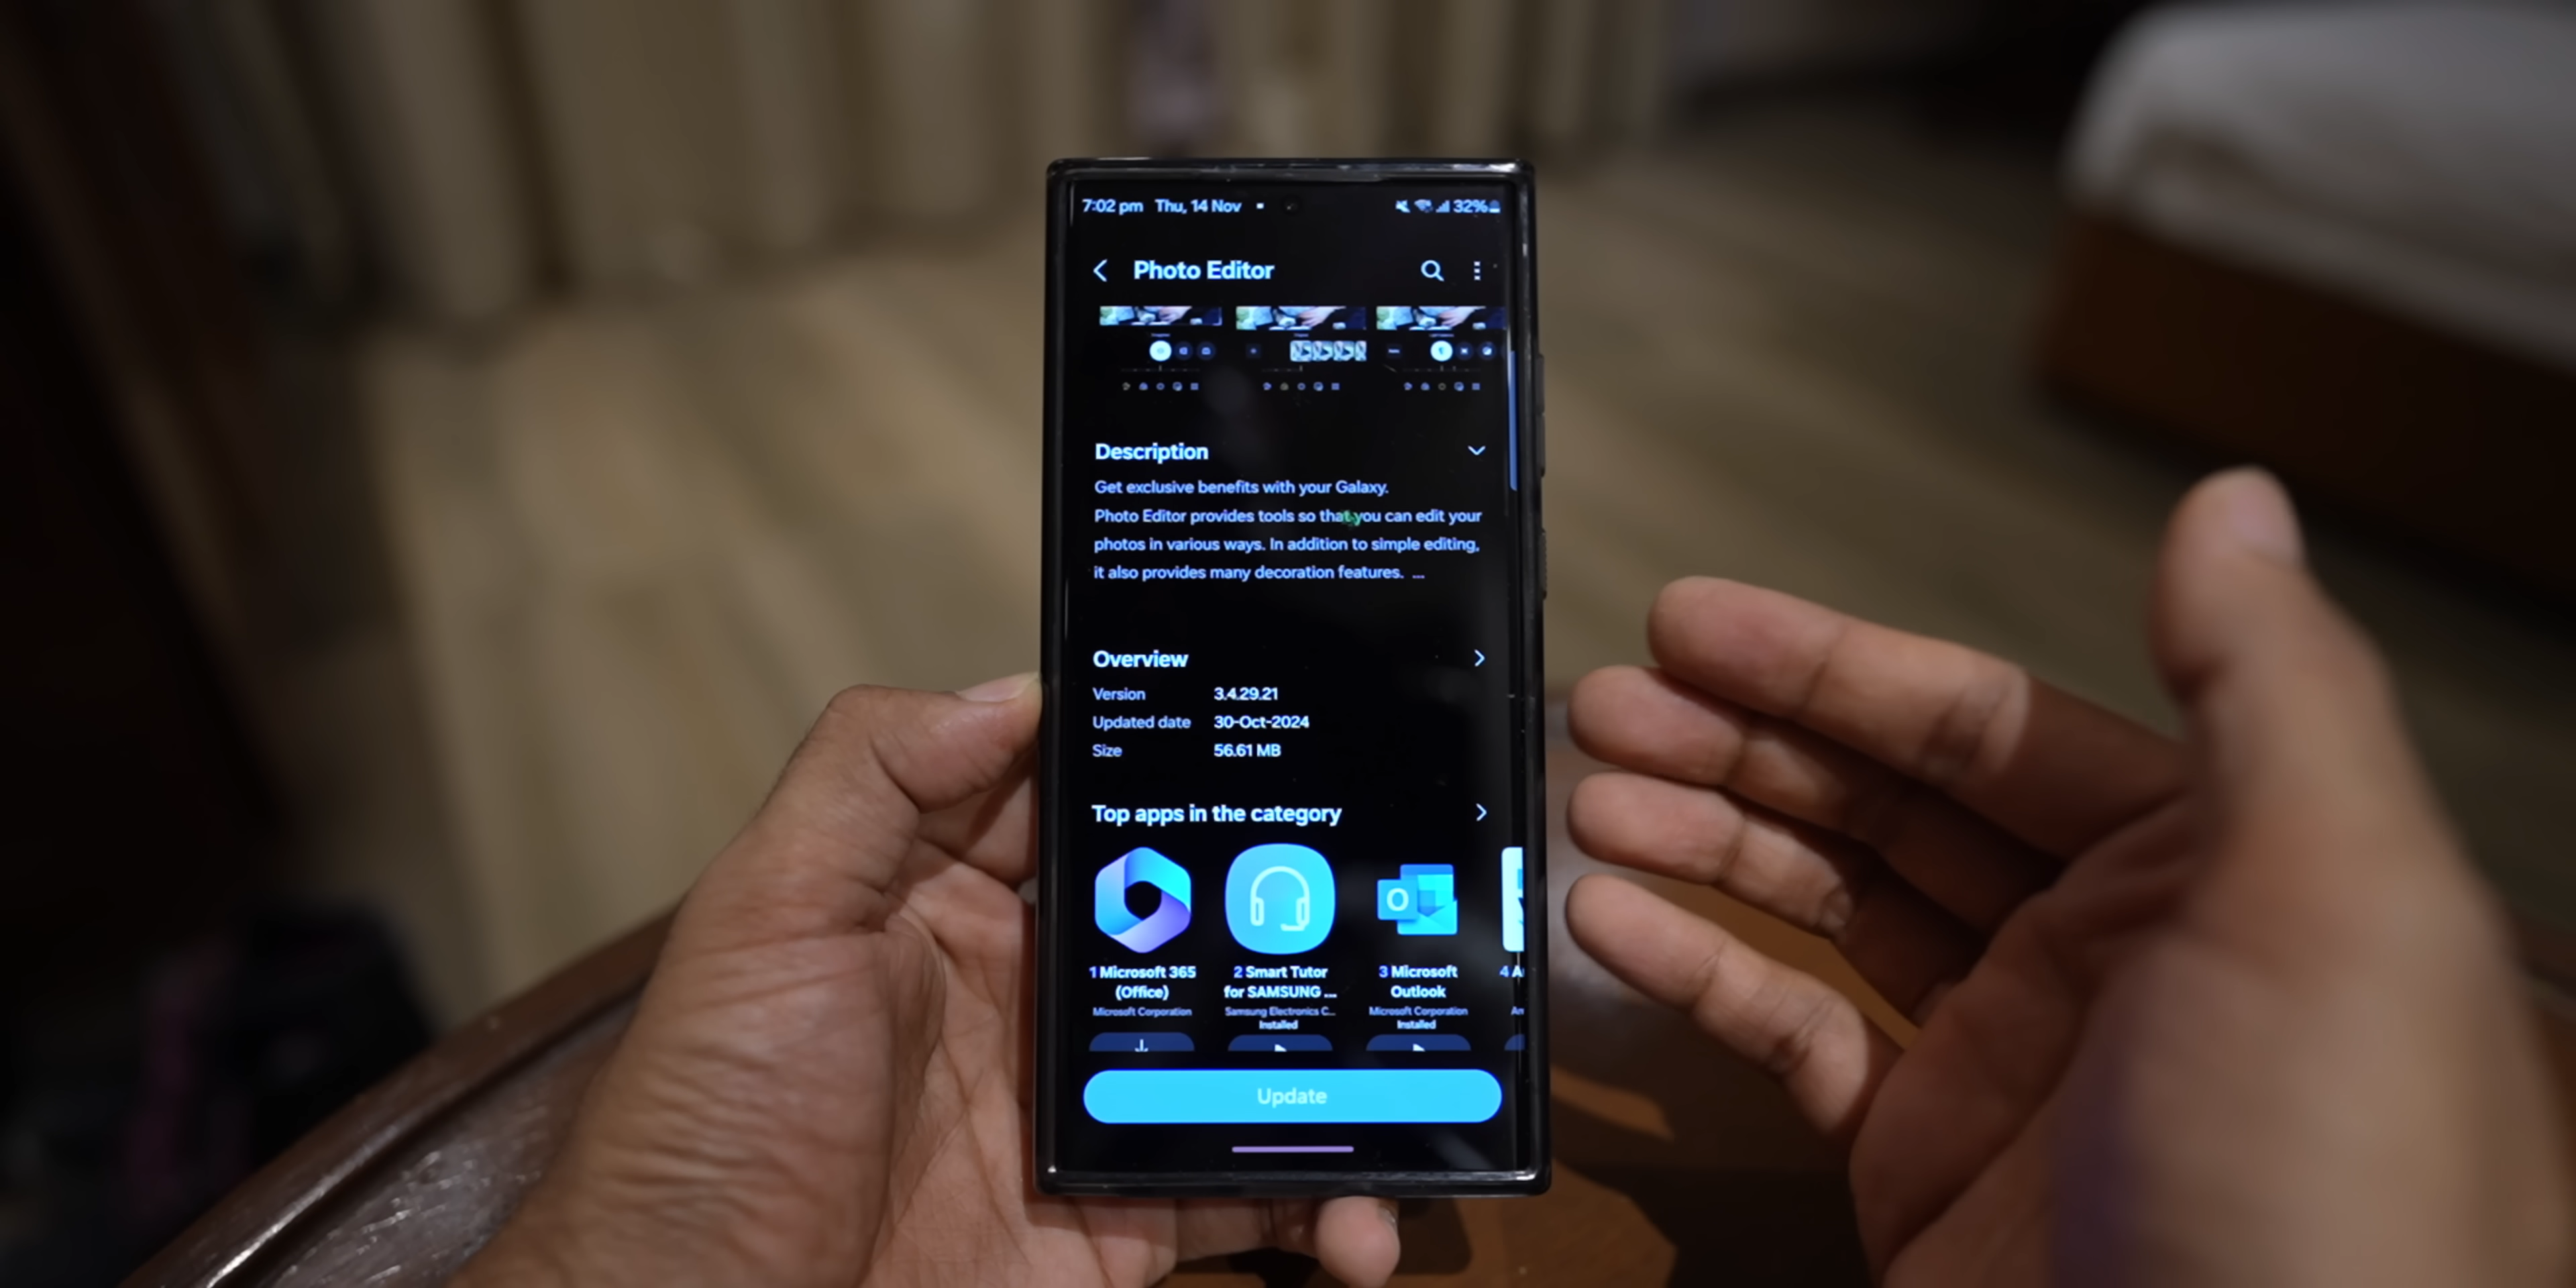 7:02 pm Thu, 14 Nov 32%
Photo Editor
Description
Get exclusive benefits with your Galaxy.
Photo Editor provides tools so that you can edit your
photos in various ways. In addition to simple editing,
it also provides many decoration features. ...
Overview
Version 3.4.29.21
Updated date 30-Oct-2024
Size 56.61 MB
Top apps in the category
1 Microsoft 365
(Office)
Microsoft Corporation
2 Smart Tutor
for SAMSUNG ...
Samsung Electronics C...
Installed
3 Microsoft
Outlook
Microsoft Corporation
Installed
4
Update